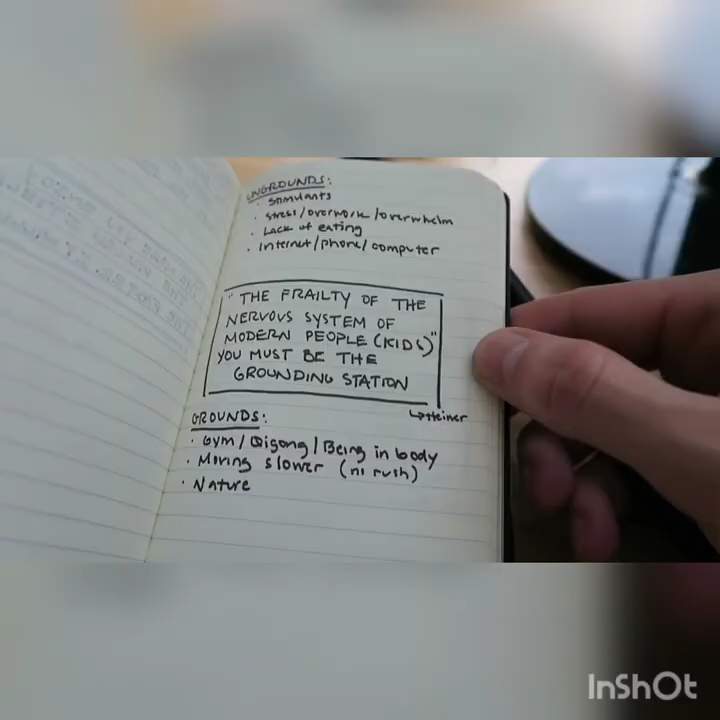 UNGROUNDS:
· Stimulants
· Stress/overwork/overwhelm
· Lack of eating
· Internet/phone/computer
"THE FRAILTY OF THE
NERVOUS SYSTEM OF
MODERN PEOPLE (KIDS)"
YOU MUST BE THE
GROUNDING STATION
↳Steiner
GROUNDS:
· Gym/Qigong/Being in body
· Moving slower (no rush)
· Nature
InShOt